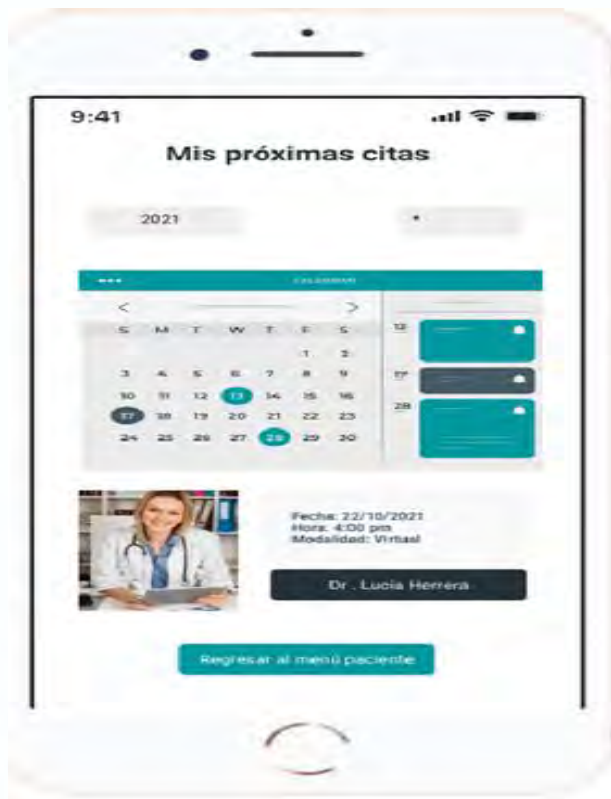 9:41
Mis próximas citas
2021
CALENDAR
S M T W T F S
1 2
3 4 5 6 7 8 9
10 11 12 13 14 15 16
17 18 19 20 21 22 23
24 25 26 27 28 29 30
12
17
28
Fecha: 22/10/2021
Hora: 4:00 pm
Modalidad: Virtual
Dr . Lucia Herrera
Regresar al menú paciente